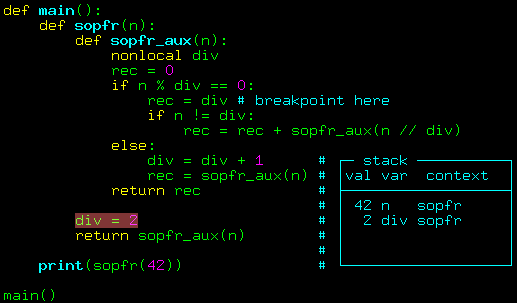 def main():
    def sopfr(n):
        def sopfr_aux(n):
            nonlocal div
            rec = 0
            if n % div == 0:
                rec = div # breakpoint here
                if n != div:
                    rec = rec + sopfr_aux(n // div)
            else:
                div = div + 1      # stack
                rec = sopfr_aux(n) # val var  context
            return rec             #
                                   # 42 n   sopfr
        div = 2                    # 2 div sopfr
        return sopfr_aux(n)        #
                                   #
    print(sopfr(42))               #
main()